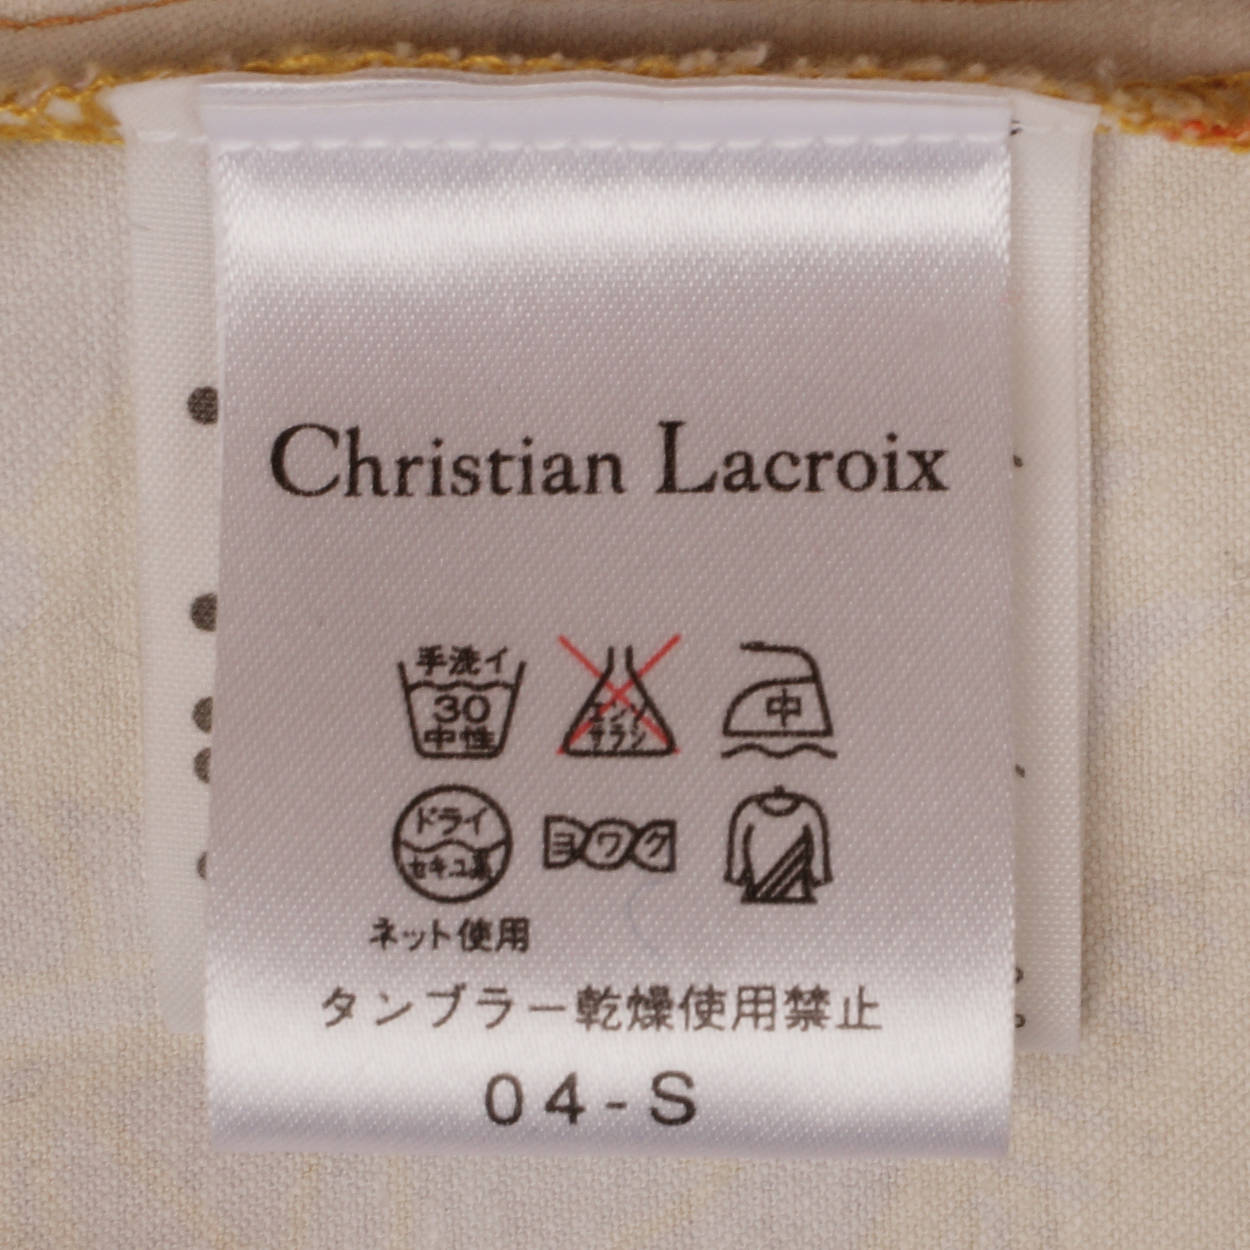 Christian Lacroix
手洗イ
30
中性
エンソ
サラシ
中
ドライ
セキユ系
ヨワク
ネット使用
タンブラー乾燥使用禁止
04-S